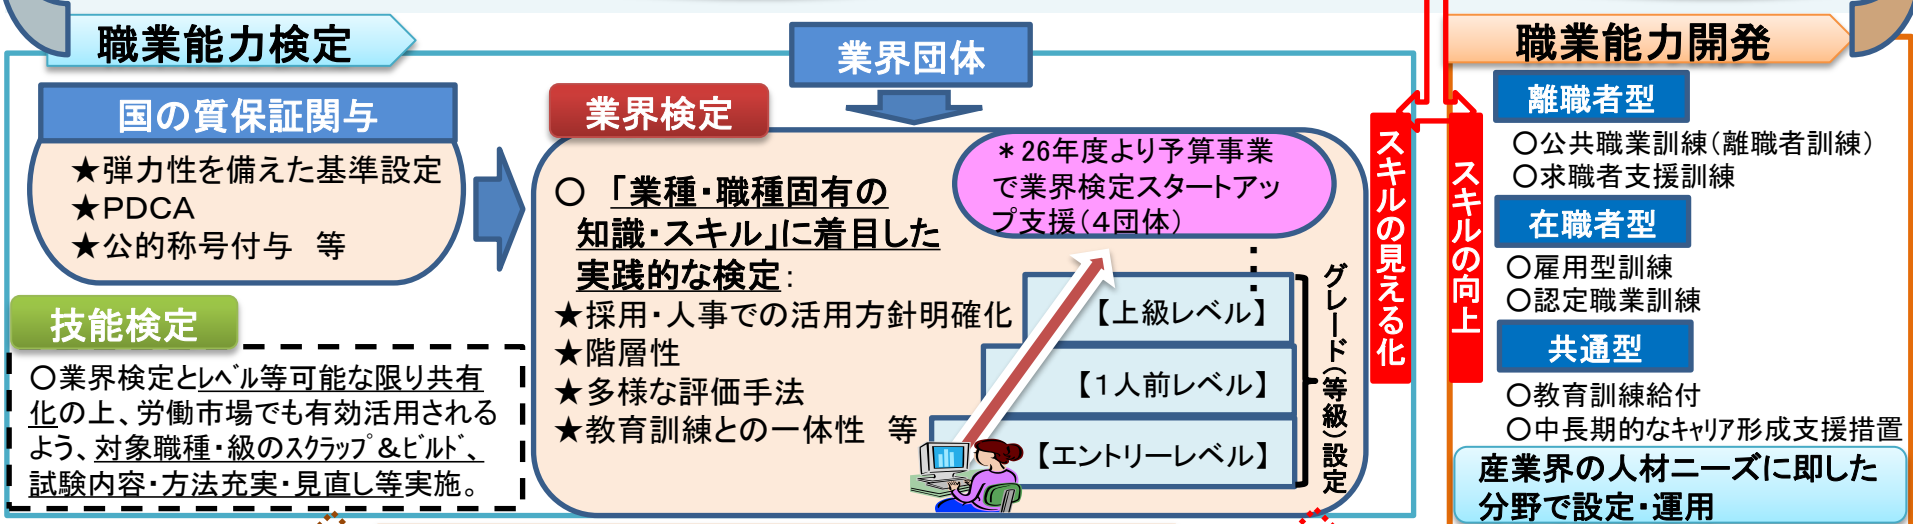 職業能力検定
国の質保証関与
★弾力性を備えた基準設定
★PDCA
★公的称号付与　等
技能検定
○業界検定とレベル等可能な限り共有
化の上、労働市場でも有効活用される
よう、対象職種・級のスクラップ&ビルド、
試験内容・方法充実・見直し等実施。
業界団体
業界検定
○　「業種・職種固有の
知識・スキル」に着目した
実践的な検定:
★採用・人事での活用方針明確化
★階層性
★多様な評価手法
★教育訓練との一体性　等
＊26年度より予算事業
で業界検定スタートアッ
プ支援(４団体)
【上級レベル】
【１人前レベル】
【エントリーレベル】
グレード(等級)設定
スキルの見える化
スキルの向上
職業能力開発
離職者型
○公共職業訓練(離職者訓練)
○求職者支援訓練
在職者型
○雇用型訓練
○認定職業訓練
共通型
○教育訓練給付
○中長期的なキャリア形成支援措置
産業界の人材ニーズに即した
分野で設定・運用